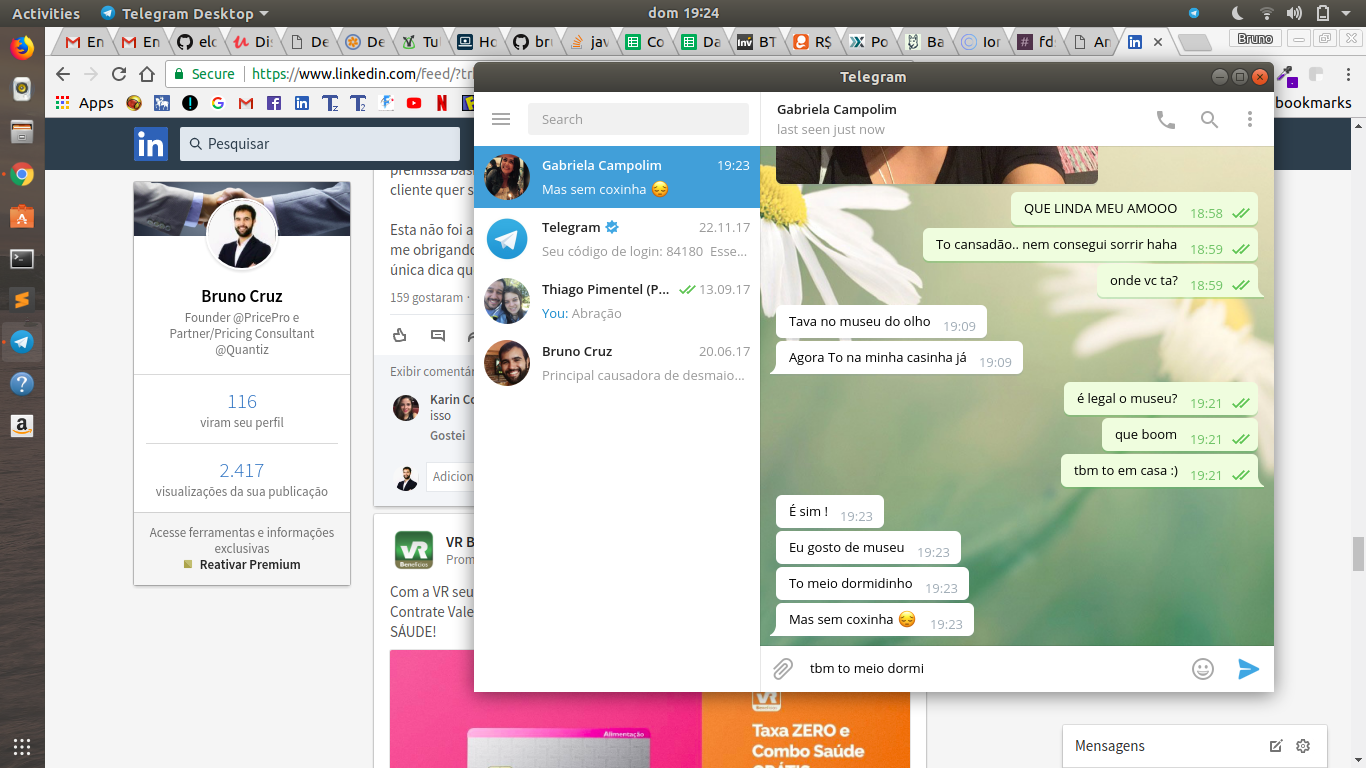 Activities
Telegram Desktop
dom 19:24
En
En
elo
Di
De
De
Tu
Ho
br
jav
Co
Da
BT
R$
Po
Ba
Ior
fd
An
Bruno
Secure
https://www.linkedin.com/feed/?tr
Apps
bookmarks
Pesquisar
Bruno Cruz
Founder @PricePro e
Partner/Pricing Consultant
@Quantiz
116
viram seu perfil
2.417
visualizações da sua publicação
Acesse ferramentas e informações
exclusivas
Reativar Premium
premissa bas
cliente quer s
Esta não foi a
me obrigando
única dica qu
159 gostaram ·
Exibir comentár
Karin Co
isso
Gostei
Adicion
VR B
Prom
Com a VR seu
Contrate Vale
SÁUDE!
Alimentação
VR
Benefícios
Taxa ZERO e
Combo Saúde
GRÁTIS
Mensagens
Telegram
Search
Gabriela Campolim 19:23
Mas sem coxinha 😔
Telegram 22.11.17
Seu código de login: 84180 Esse...
Thiago Pimentel (P... 13.09.17
You: Abração
Bruno Cruz 20.06.17
Principal causadora de desmaio...
Gabriela Campolim
last seen just now
QUE LINDA MEU AMOOO 18:58
To cansadão.. nem consegui sorrir haha 18:59
onde vc ta? 18:59
Tava no museu do olho 19:09
Agora To na minha casinha já 19:09
é legal o museu? 19:21
que boom 19:21
tbm to em casa :) 19:21
É sim ! 19:23
Eu gosto de museu 19:23
To meio dormidinho 19:23
Mas sem coxinha 😔 19:23
tbm to meio dormi